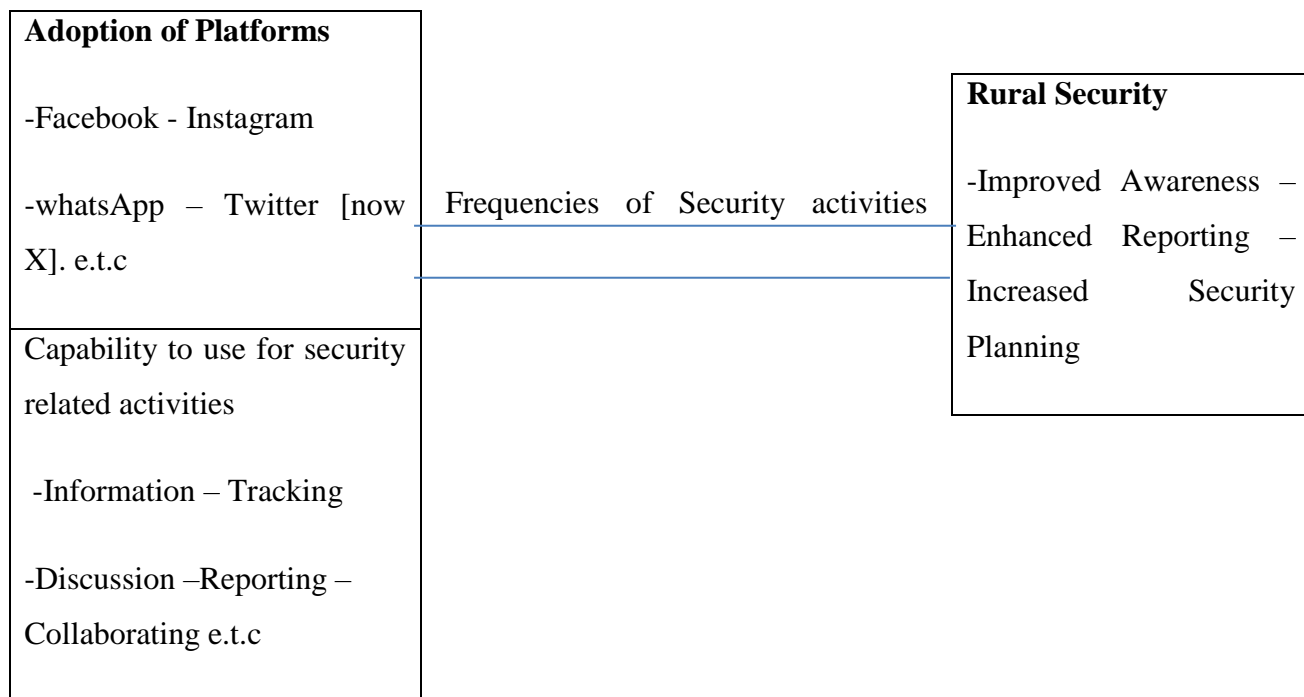 Adoption of Platforms
-Facebook - Instagram
-whatsApp – Twitter [now
X]. e.t.c
Capability to use for security
related activities
-Information – Tracking
-Discussion –Reporting –
Collaborating e.t.c
Frequencies of Security activities
Rural Security
-Improved Awareness –
Enhanced Reporting –
Increased Security
Planning